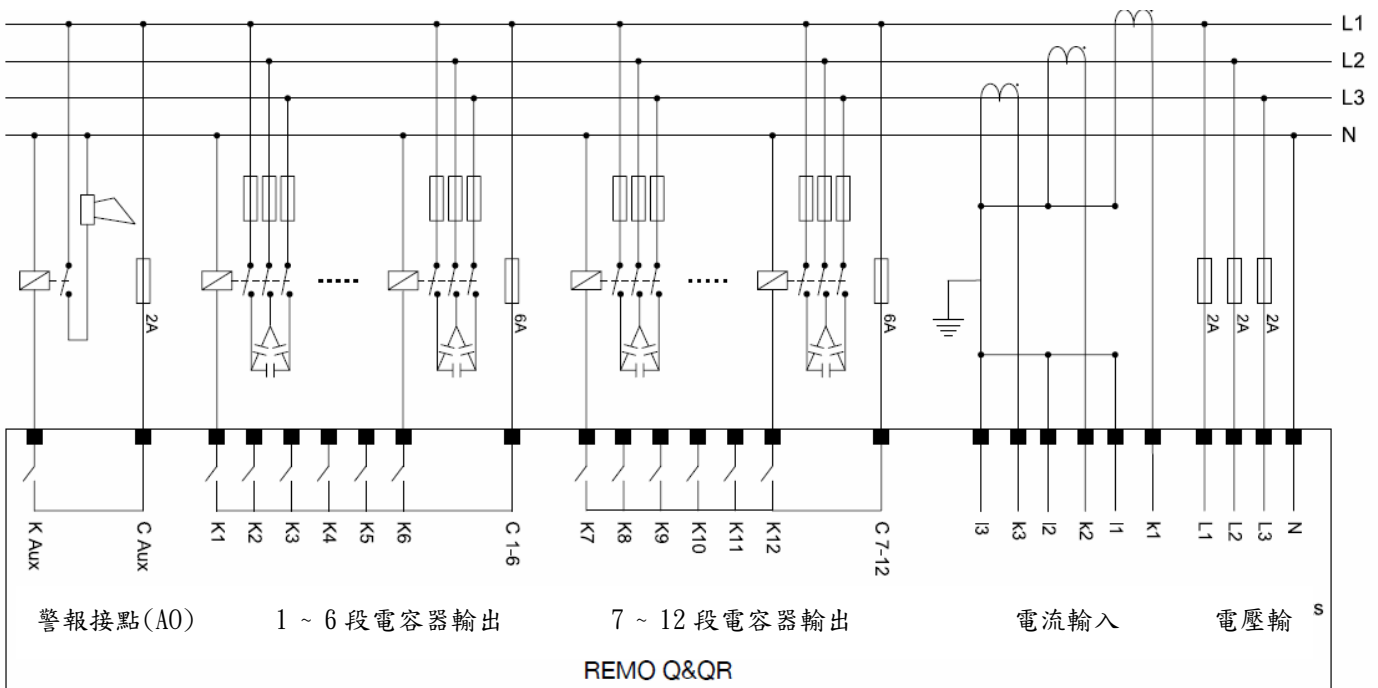 L1
L2
L3
N
2A
6A
6A
2A
2A
2A
K Aux
C Aux
K1
K2
K3
K4
K5
K6
C 1-6
K7
K8
K9
K10
K11
K12
C 7-12
l3
k3
l2
k2
l1
k1
L1
L2
L3
N
警報接點(AO)
1 ~ 6 段電容器輸出
7 ~ 12 段電容器輸出
電流輸入
電壓輸
s
REMO Q&QR